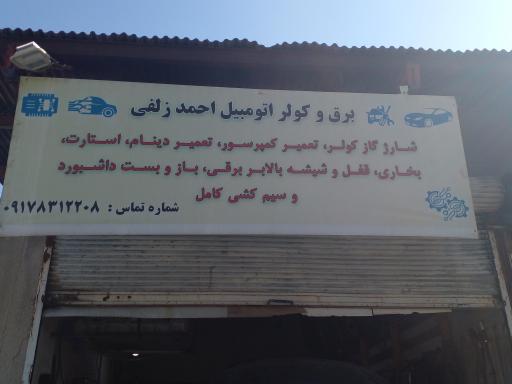 برق و کولر اتومبیل احمد زلفی
شارژ گاز کولر، تعمیر کمپرسور، تعمیر دینام، استارت،
بخاری، قفل و شیشه بالابر برقی، باز و بست داشبورد
و سیم کشی کامل
شماره تماس : ۰۹۱۷۸۳۱۲۲۰۸